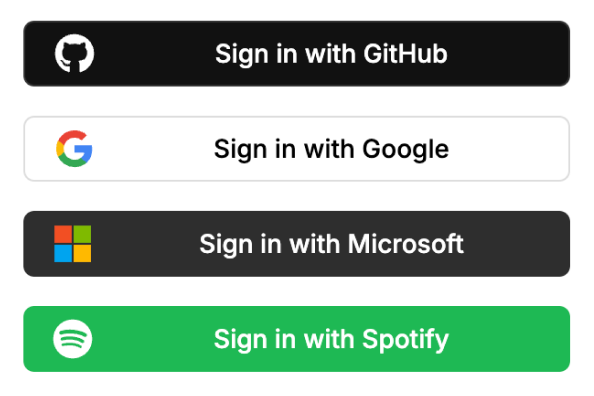 Sign in with GitHub
Sign in with Google
Sign in with Microsoft
Sign in with Spotify